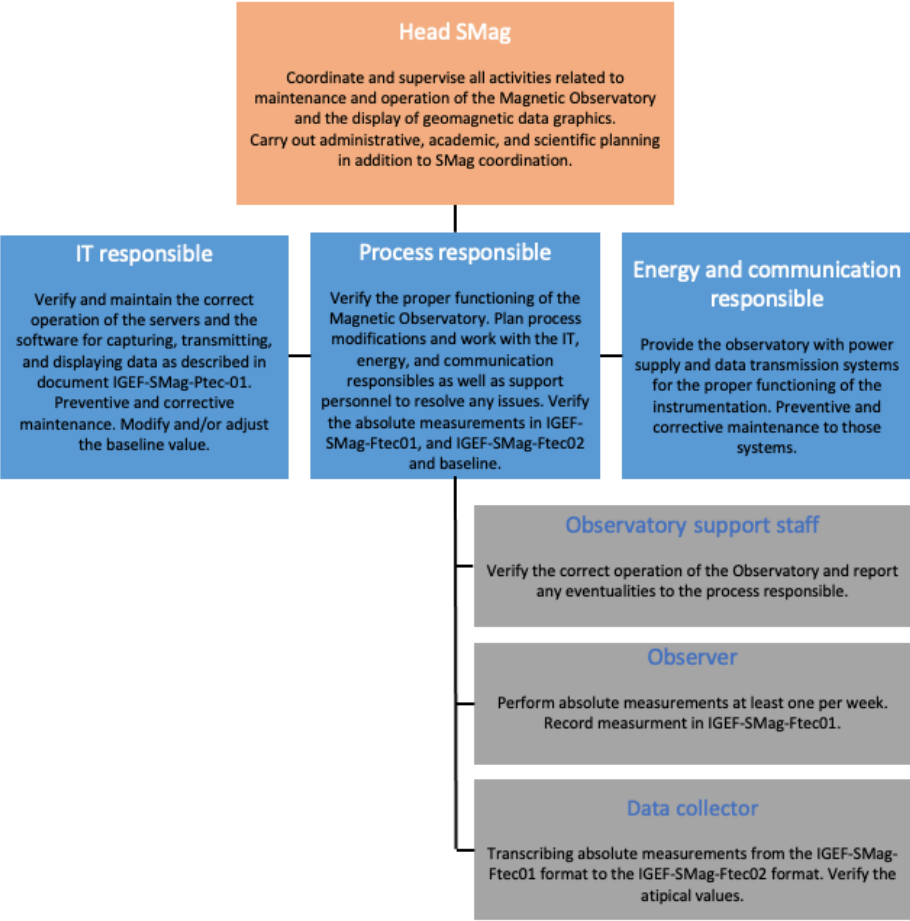 Head SMag
Coordinate and supervise all activities related to
maintenance and operation of the Magnetic Observatory
and the display of geomagnetic data graphics.
Carry out administrative, academic, and scientific planning
in addition to SMag coordination.
IT responsible
Verify and maintain the correct
operation of the servers and the
software for capturing, transmitting,
and displaying data as described in
document IGEF-SMag-Ptec-01.
Preventive and corrective
maintenance. Modify and/or adjust
the baseline value.
Process responsible
Verify the proper functioning of the
Magnetic Observatory. Plan process
modifications and work with the IT,
energy, and communication
responsibles as well as support
personnel to resolve any issues. Verify
the absolute measurements in IGEF-
SMag-Ftec01, and IGEF-SMag-Ftec02
and baseline.
Energy and communication
responsible
Provide the observatory with power
supply and data transmission systems
for the proper functioning of the
instrumentation. Preventive and
corrective maintenance to those
systems.
Observatory support staff
Verify the correct operation of the Observatory and report
any eventualities to the process responsible.
Observer
Perform absolute measurements at least one per week.
Record measurment in IGEF-SMag-Ftec01.
Data collector
Transcribing absolute measurements from the IGEF-SMag-
Ftec01 format to the IGEF-SMag-Ftec02 format. Verify the
atipical values.